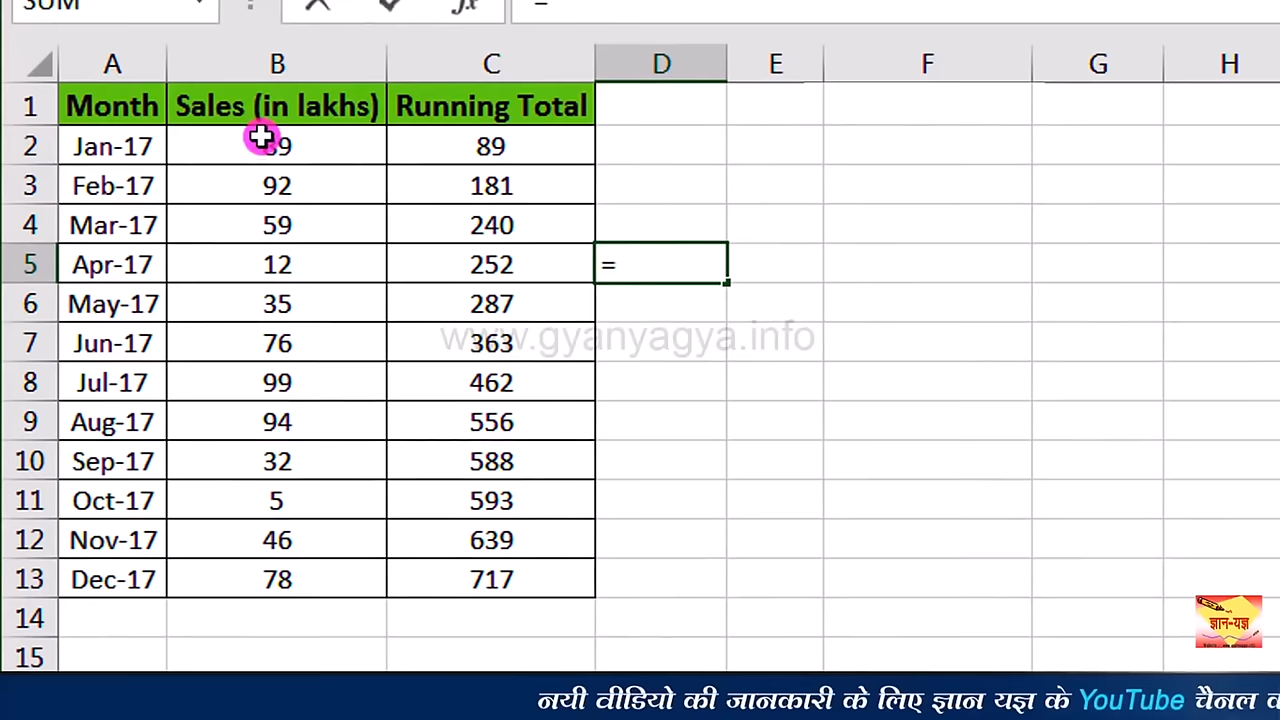 SUM fx =
A B C D E F G H
1 Month Sales (in lakhs) Running Total
2 Jan-17 89 89
3 Feb-17 92 181
4 Mar-17 59 240
5 Apr-17 12 252 =
6 May-17 35 287
7 Jun-17 76 363
www.gyanyagya.info
8 Jul-17 99 462
9 Aug-17 94 556
10 Sep-17 32 588
11 Oct-17 5 593
12 Nov-17 46 639
13 Dec-17 78 717
14
ज्ञान-यज्ञ
15
नयी वीडियो की जानकारी के लिए ज्ञान यज्ञ के YouTube चैनल